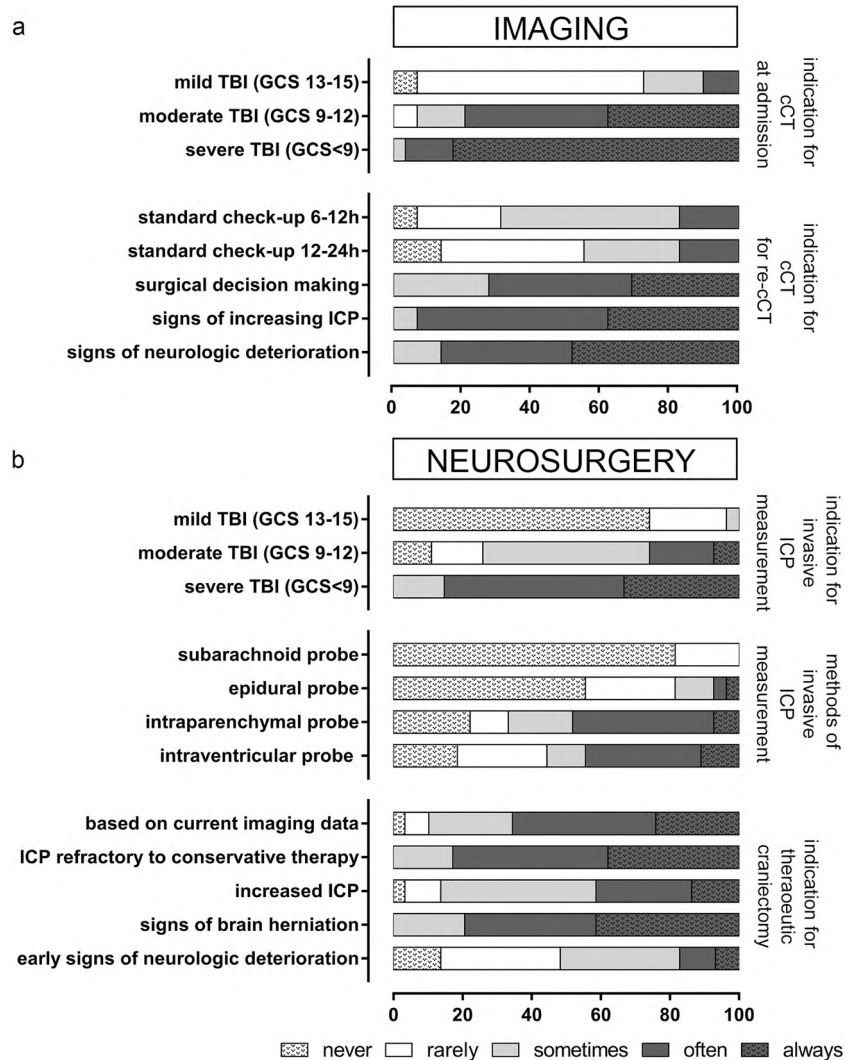 a
IMAGING
mild TBI (GCS 13-15)
moderate TBI (GCS 9-12)
severe TBI (GCS<9)
indication for
cCT
at admission
standard check-up 6-12h
standard check-up 12-24h
surgical decision making
signs of increasing ICP
signs of neurologic deterioration
indication for
cCT
for re-cCT
0 20 40 60 80 100
b
NEUROSURGERY
mild TBI (GCS 13-15)
moderate TBI (GCS 9-12)
severe TBI (GCS<9)
indication for
invasive
ICP
measurement
subarachnoid probe
epidural probe
intraparenchymal probe
intraventricular probe
methods of
invasive
ICP
measurement
based on current imaging data
ICP refractory to conservative therapy
increased ICP
signs of brain herniation
early signs of neurologic deterioration
indication for
theraoeutic
craniectomy
0 20 40 60 80 100
never rarely sometimes often always